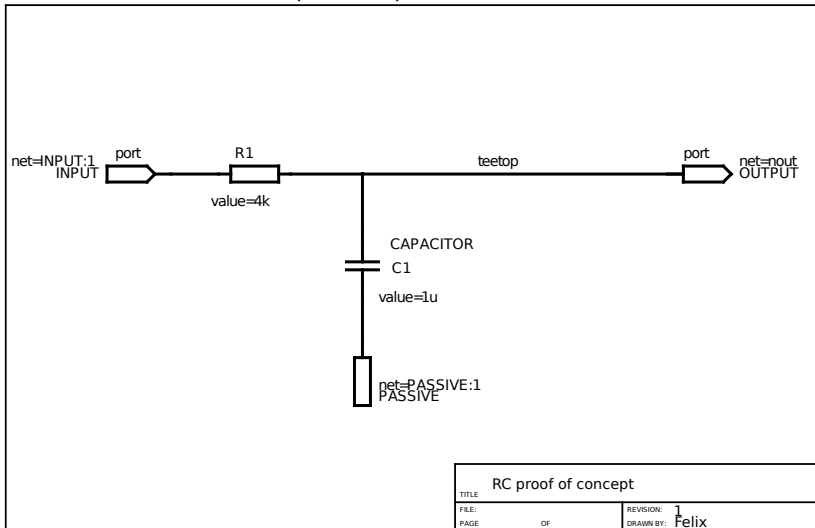 port
R1
teetop
port
net=INPUT:1
net=nout
INPUT
OUTPUT
value=4k
CAPACITOR
C1
value=1u
net=PASSIVE:1
PASSIVE
TITLE RC proof of concept
FILE: REVISION: 1
PAGE OF DRAWN BY: Felix